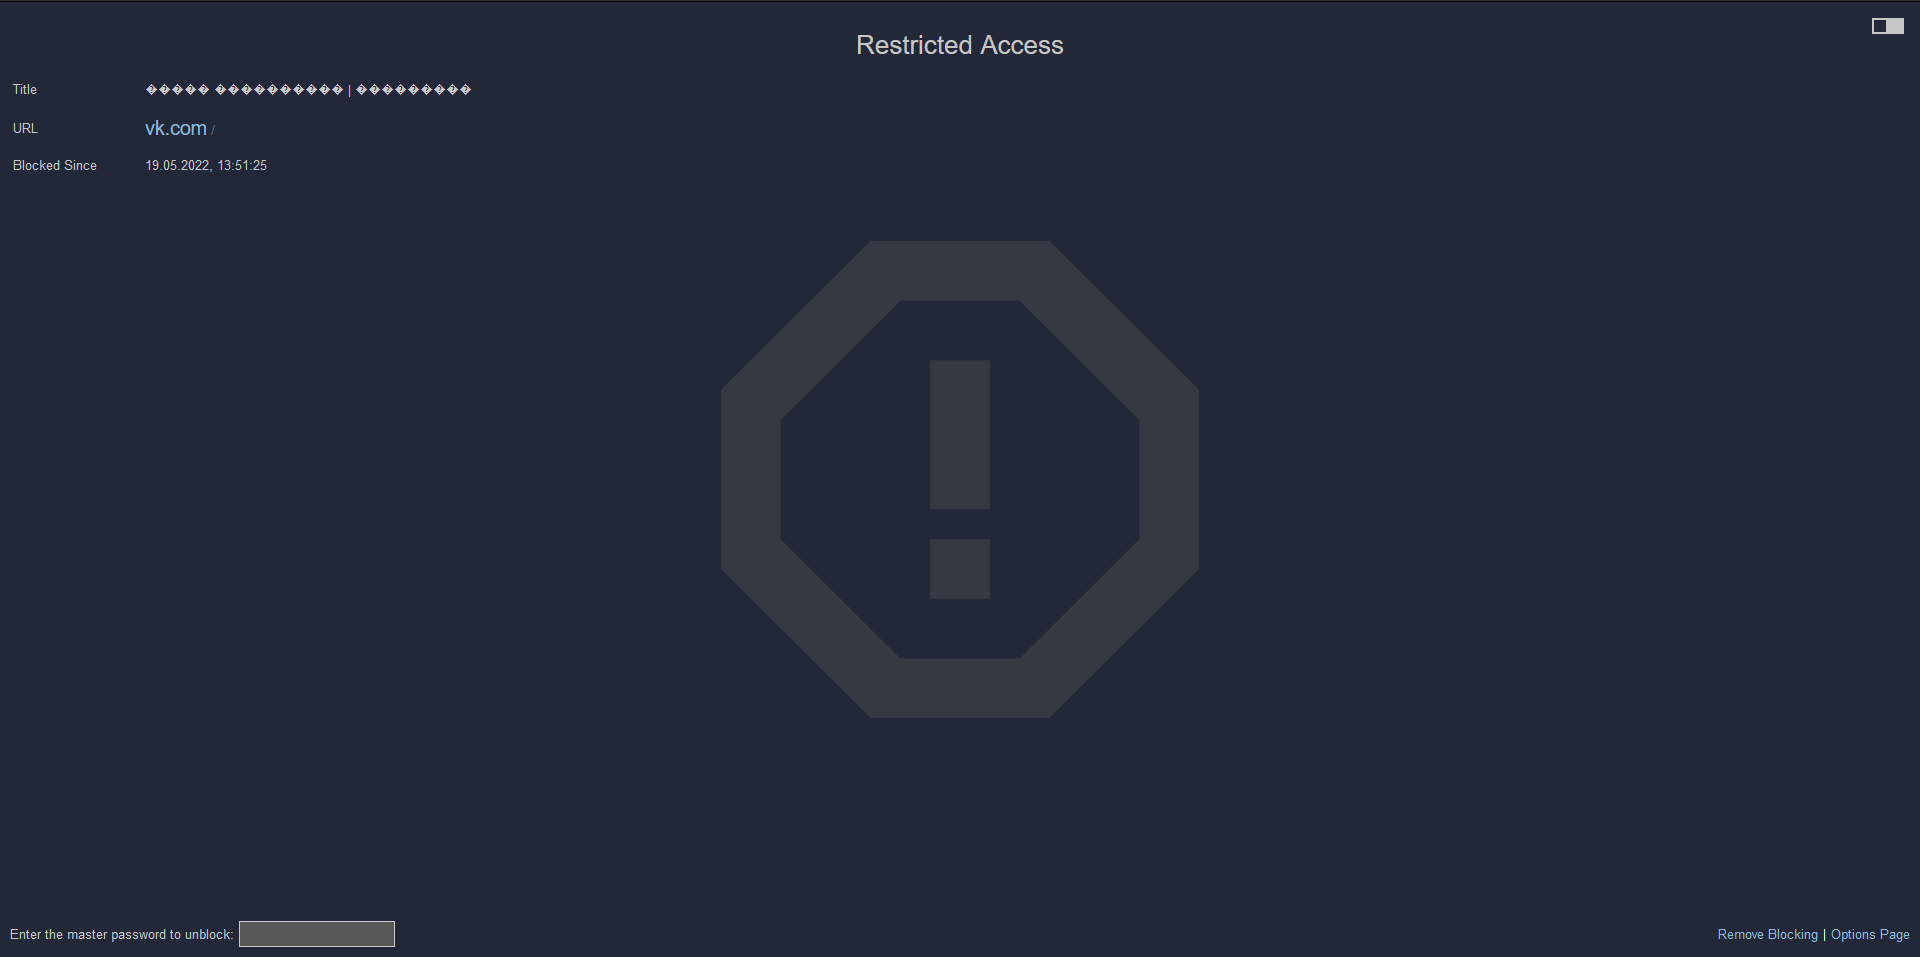 Restricted Access
Title ����� ���������� | ���������
URL vk.com /
Blocked Since 19.05.2022, 13:51:25
Enter the master password to unblock:
Remove Blocking | Options Page